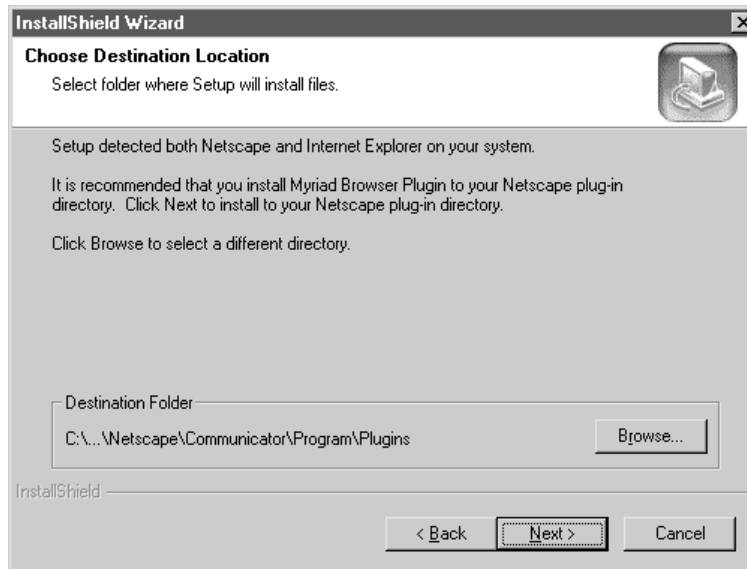 InstallShield Wizard
Choose Destination Location
Select folder where Setup will install files.
Setup detected both Netscape and Internet Explorer on your system.
It is recommended that you install Myriad Browser Plugin to your Netscape plug-in
directory.  Click Next to install to your Netscape plug-in directory.
Click Browse to select a different directory.
Destination Folder
C:\...\Netscape\Communicator\Program\Plugins
Browse...
InstallShield
< Back
Next >
Cancel